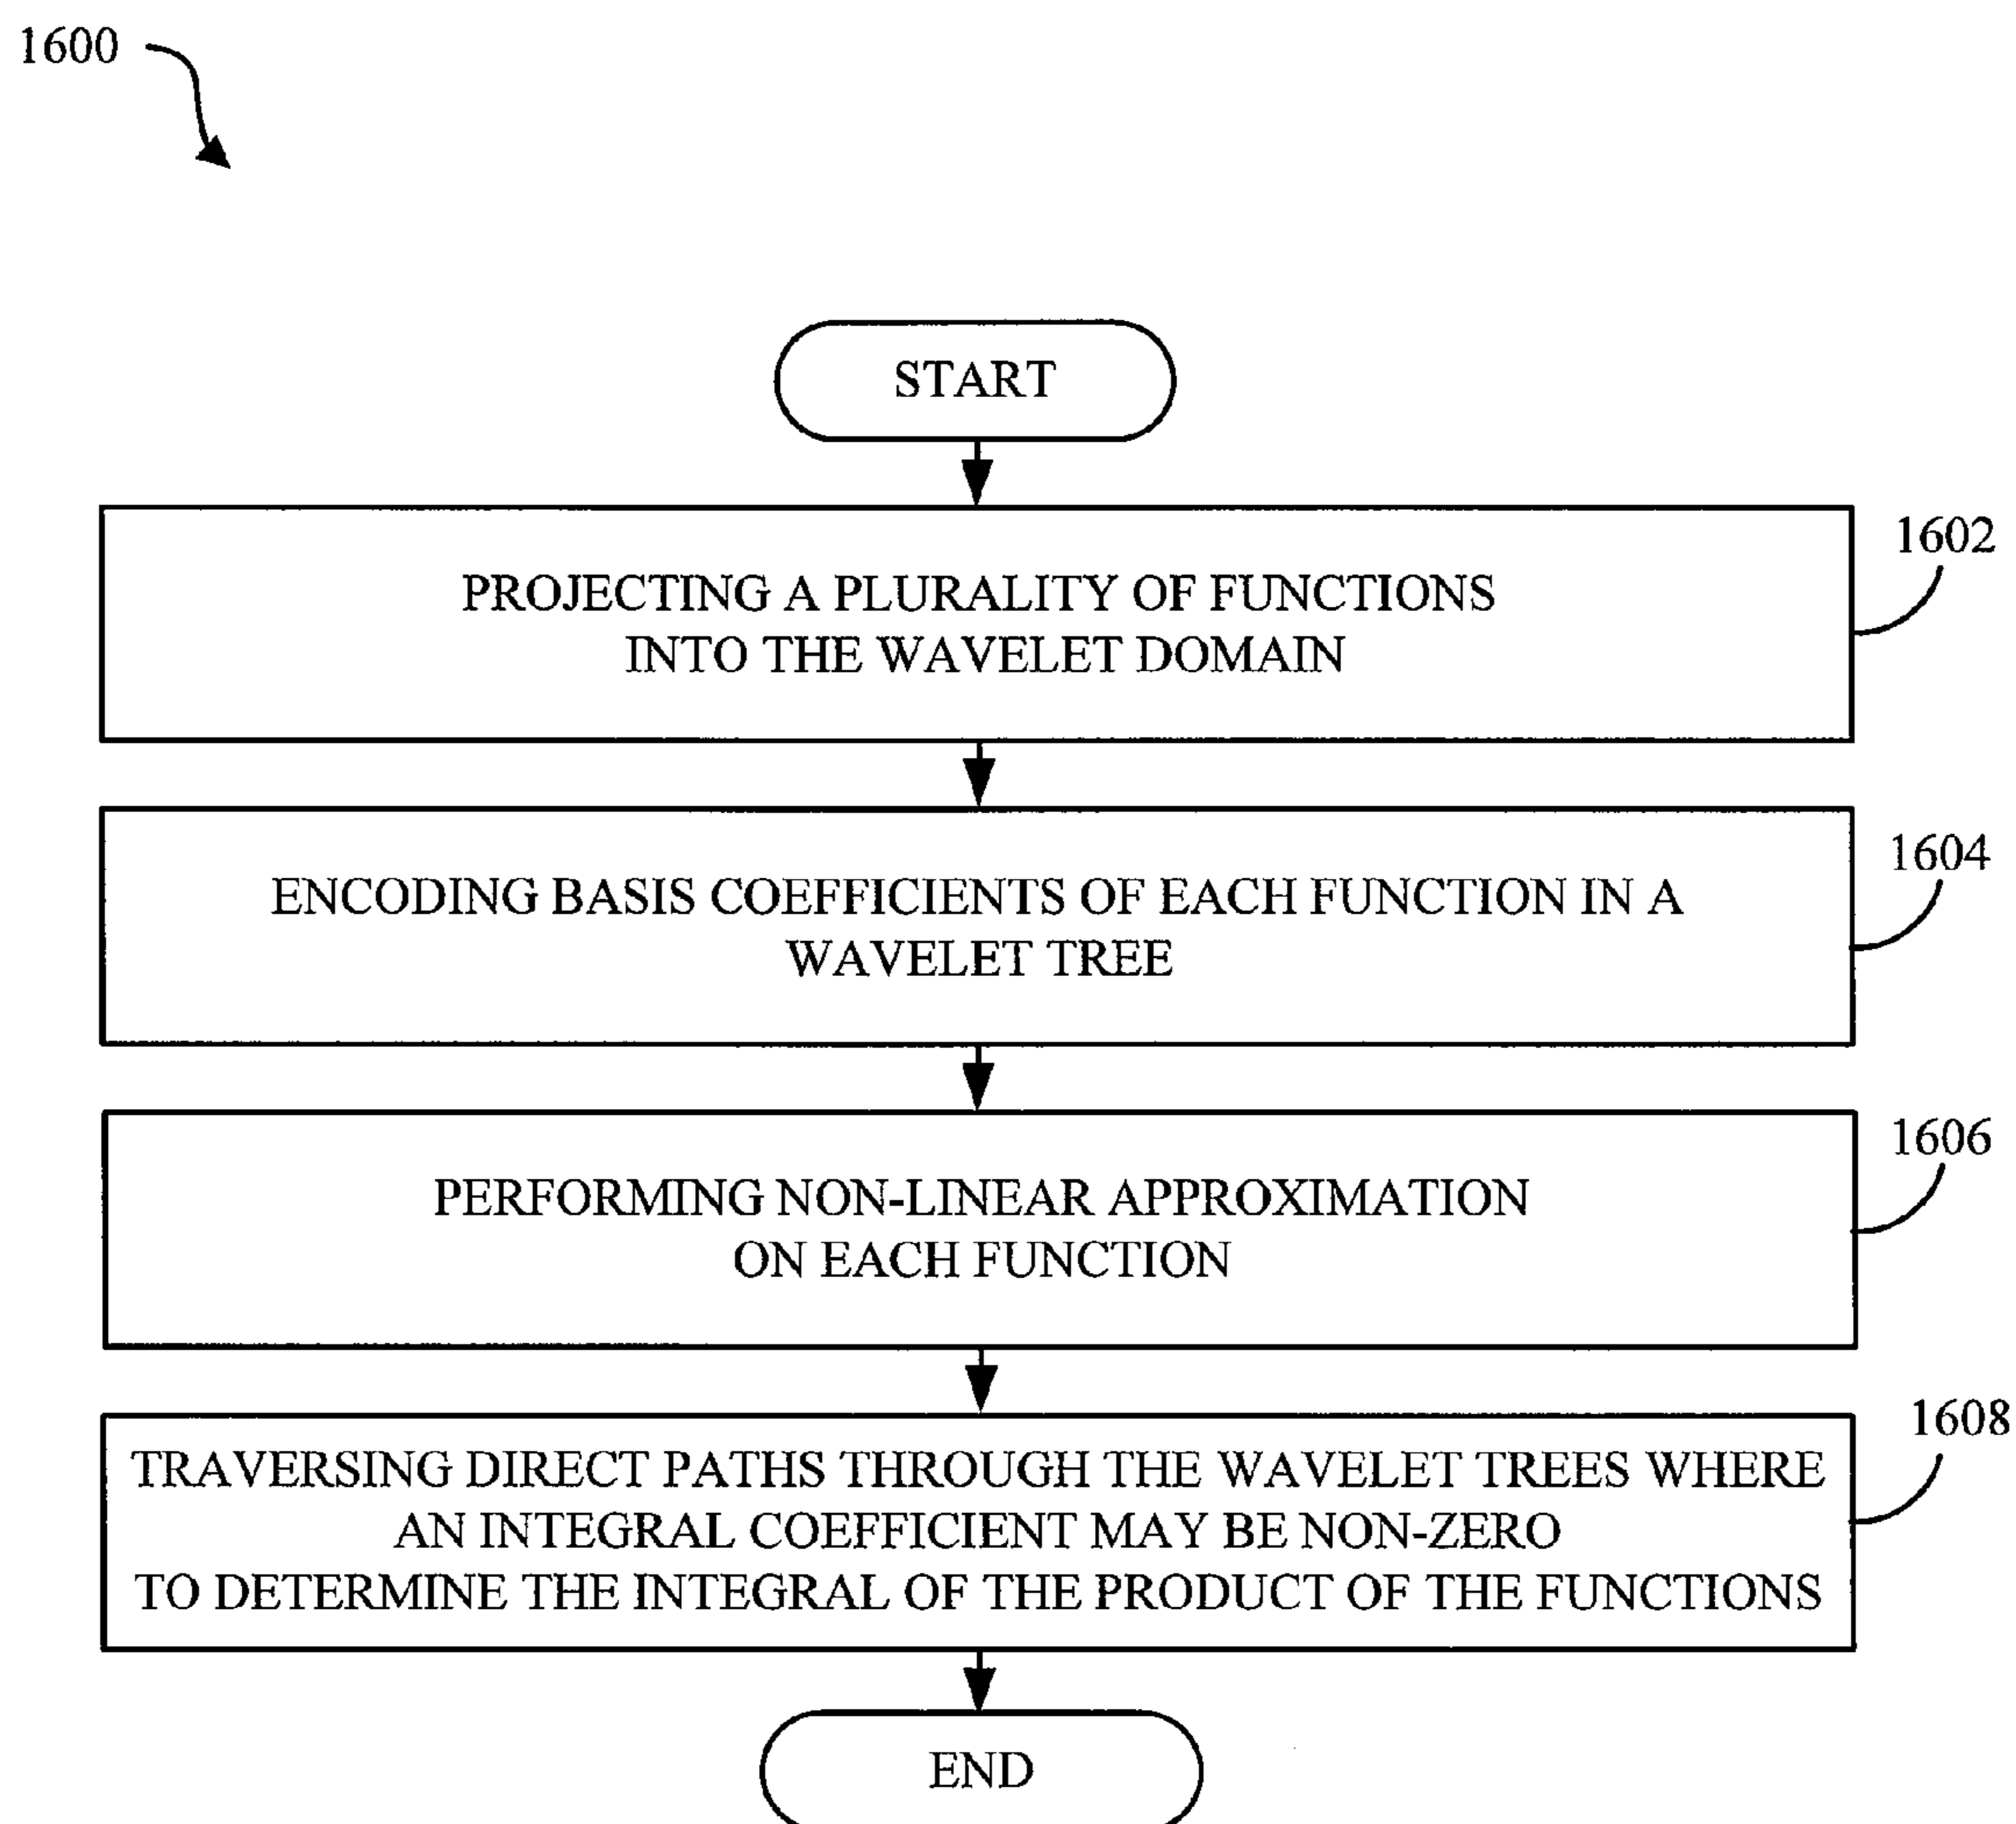 1600
START
1602
PROJECTING A PLURALITY OF FUNCTIONS
INTO THE WAVELET DOMAIN
1604
ENCODING BASIS COEFFICIENTS OF EACH FUNCTION IN A
WAVELET TREE
1606
PERFORMING NON-LINEAR APPROXIMATION
ON EACH FUNCTION
1608
TRAVERSING DIRECT PATHS THROUGH THE WAVELET TREES WHERE
AN INTEGRAL COEFFICIENT MAY BE NON-ZERO
TO DETERMINE THE INTEGRAL OF THE PRODUCT OF THE FUNCTIONS
END